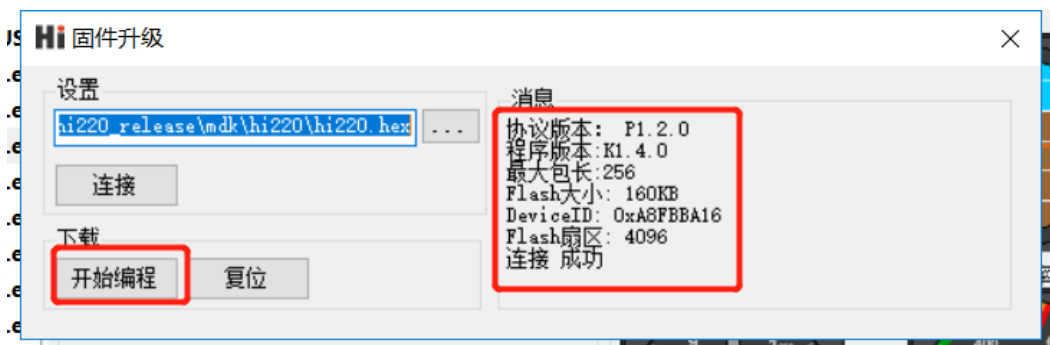 Hi 固件升级
设置
hi220_release\mdk\hi220\hi220.hex
...
连接
下载
开始编程
复位
消息
协议版本: P1.2.0
程序版本:K1.4.0
最大包长:256
Flash大小: 160KB
DeviceID: 0xA8FBBA16
Flash扇区: 4096
连接 成功